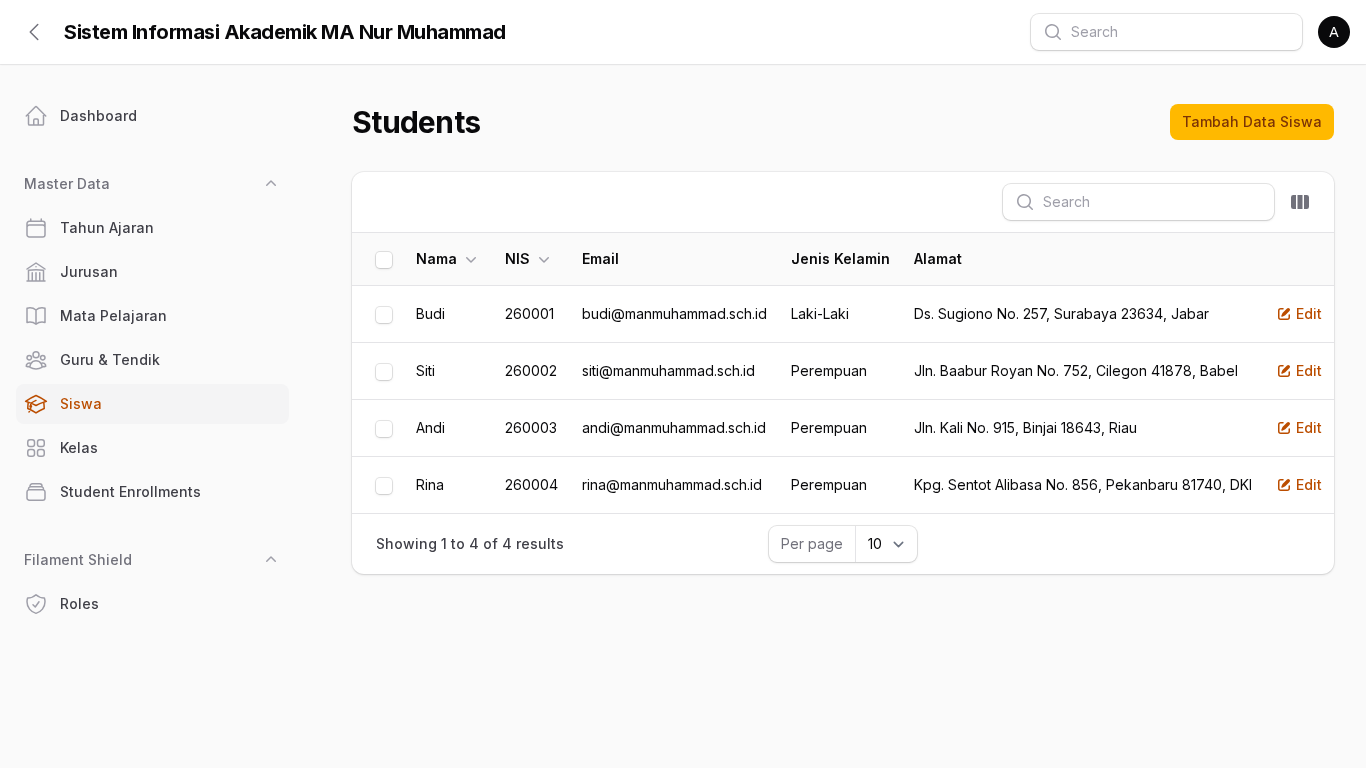 Sistem Informasi Akademik MA Nur Muhammad
Search
A
Dashboard
Master Data
Tahun Ajaran
Jurusan
Mata Pelajaran
Guru & Tendik
Siswa
Kelas
Student Enrollments
Filament Shield
Roles
Students
Tambah Data Siswa
Search
Nama NIS Email Jenis Kelamin Alamat
Budi 260001 budi@manmuhammad.sch.id Laki-Laki Ds. Sugiono No. 257, Surabaya 23634, Jabar Edit
Siti 260002 siti@manmuhammad.sch.id Perempuan Jln. Baabur Royan No. 752, Cilegon 41878, Babel Edit
Andi 260003 andi@manmuhammad.sch.id Perempuan Jln. Kali No. 915, Binjai 18643, Riau Edit
Rina 260004 rina@manmuhammad.sch.id Perempuan Kpg. Sentot Alibasa No. 856, Pekanbaru 81740, DKI Edit
Showing 1 to 4 of 4 results Per page 10